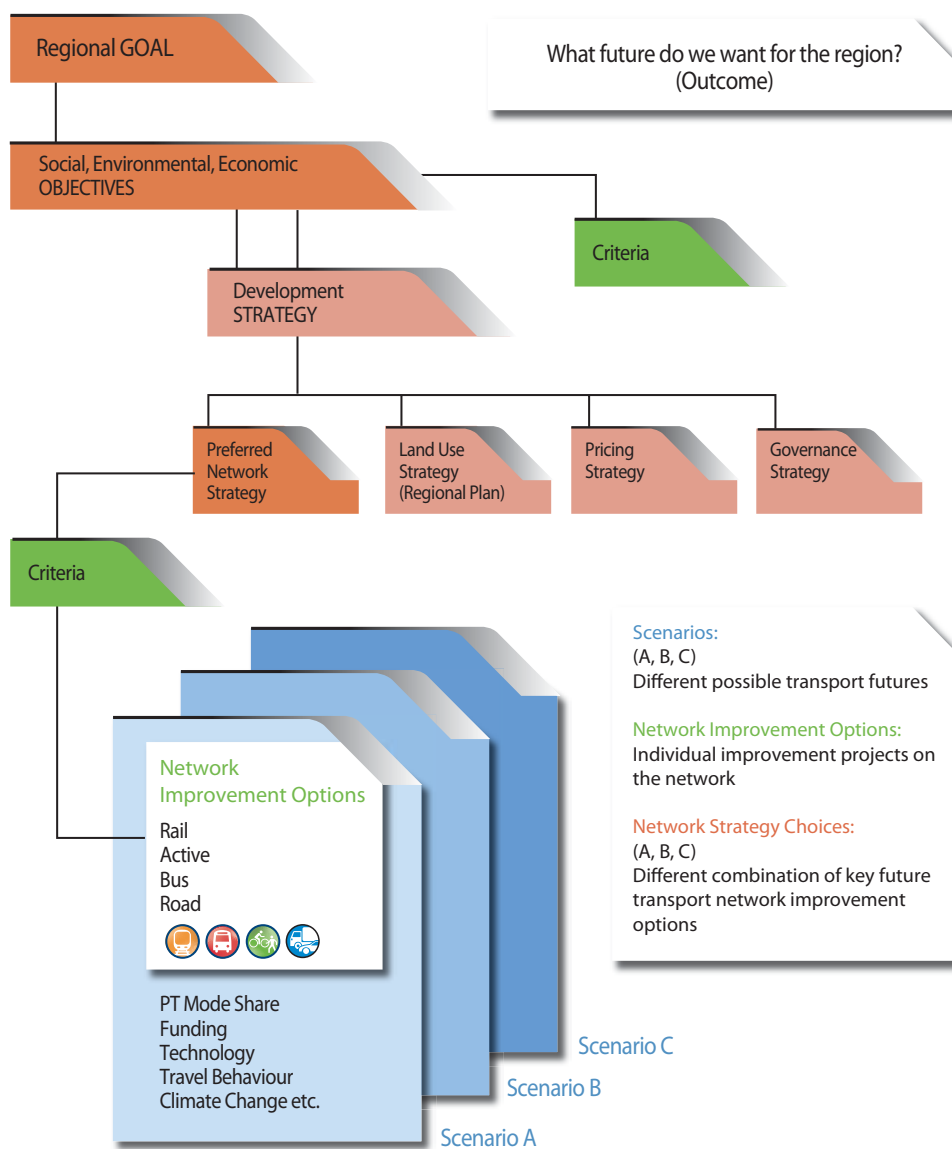 Regional GOAL
What future do we want for the region?
(Outcome)
Social, Environmental, Economic
OBJECTIVES
Criteria
Development
STRATEGY
Preferred
Network
Strategy
Land Use
Strategy
(Regional Plan)
Pricing
Strategy
Governance
Strategy
Criteria
Network
Improvement Options
Rail
Active
Bus
Road
PT Mode Share
Funding
Technology
Travel Behaviour
Climate Change etc.
Scenario A
Scenario B
Scenario C
Scenarios:
(A, B, C)
Different possible transport futures
Network Improvement Options:
Individual improvement projects on
the network
Network Strategy Choices:
(A, B, C)
Different combination of key future
transport network improvement
options